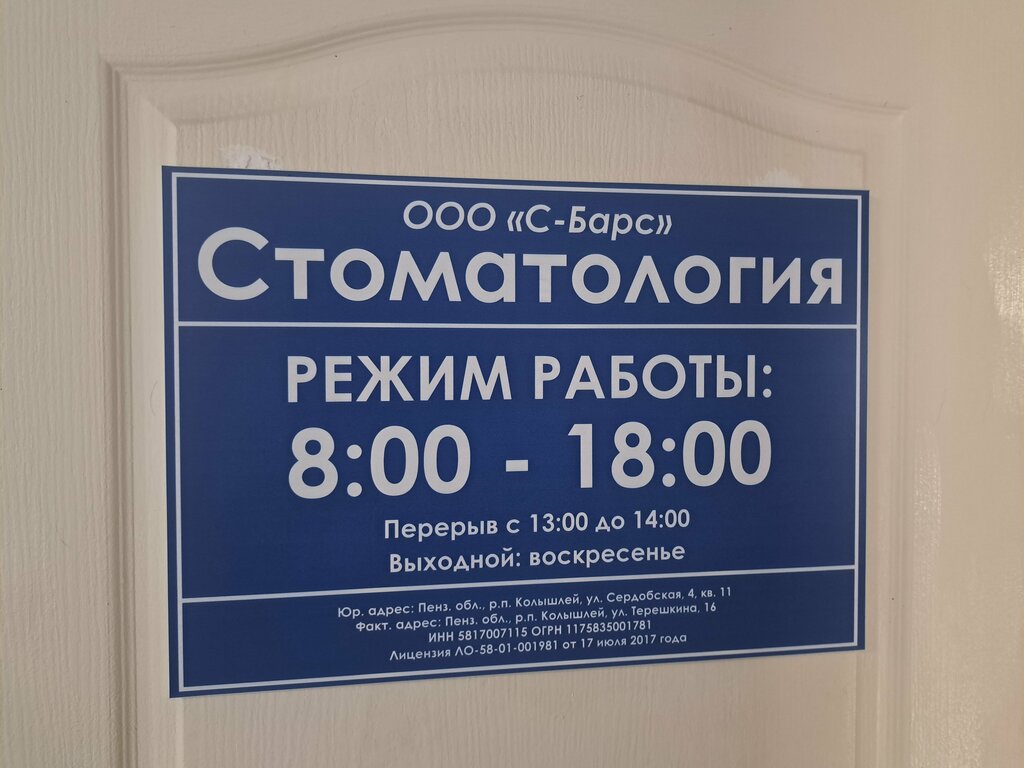 ООО «С-Барс»
Стоматология
РЕЖИМ РАБОТЫ:
8:00 - 18:00
Перерыв с 13:00 до 14:00
Выходной: воскресенье
Юр. адрес: Пенз. обл., р.п. Колышлей, ул. Сердобская, 4, кв. 11
Факт. адрес: Пенз. обл., р.п. Колышлей, ул. Терешкина, 16
ИНН 5817007115 ОГРН 1175835001781
Лицензия ЛО-58-01-001981 от 17 июля 2017 года